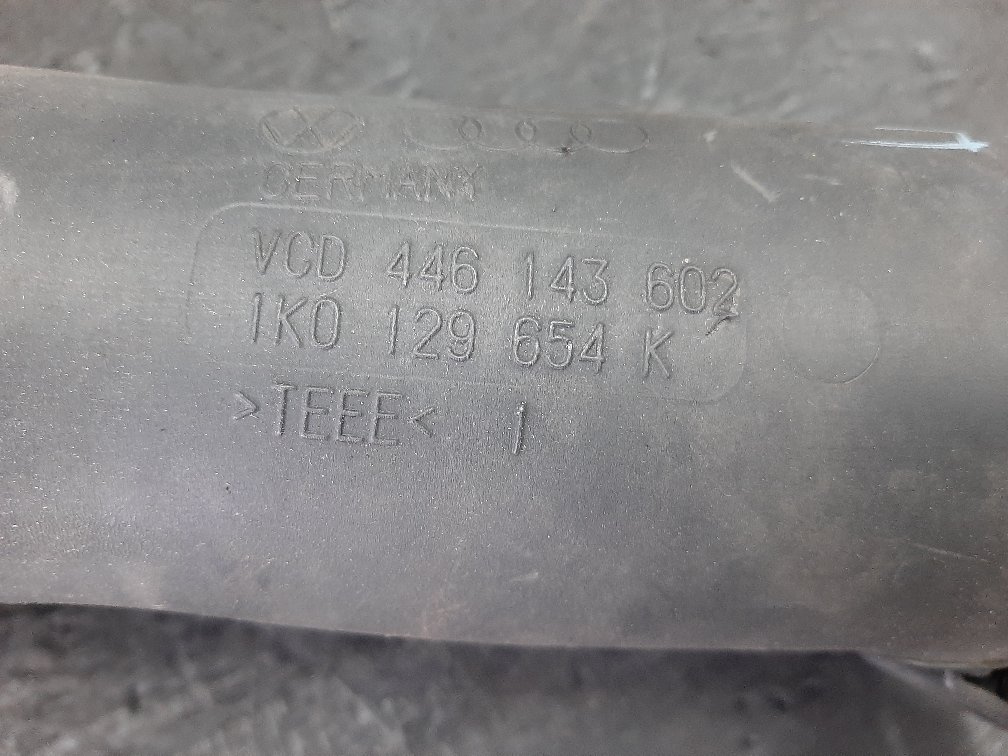 GERMANY
VCD 446 143 602
1K0 129 654 K
>TEEE< 1